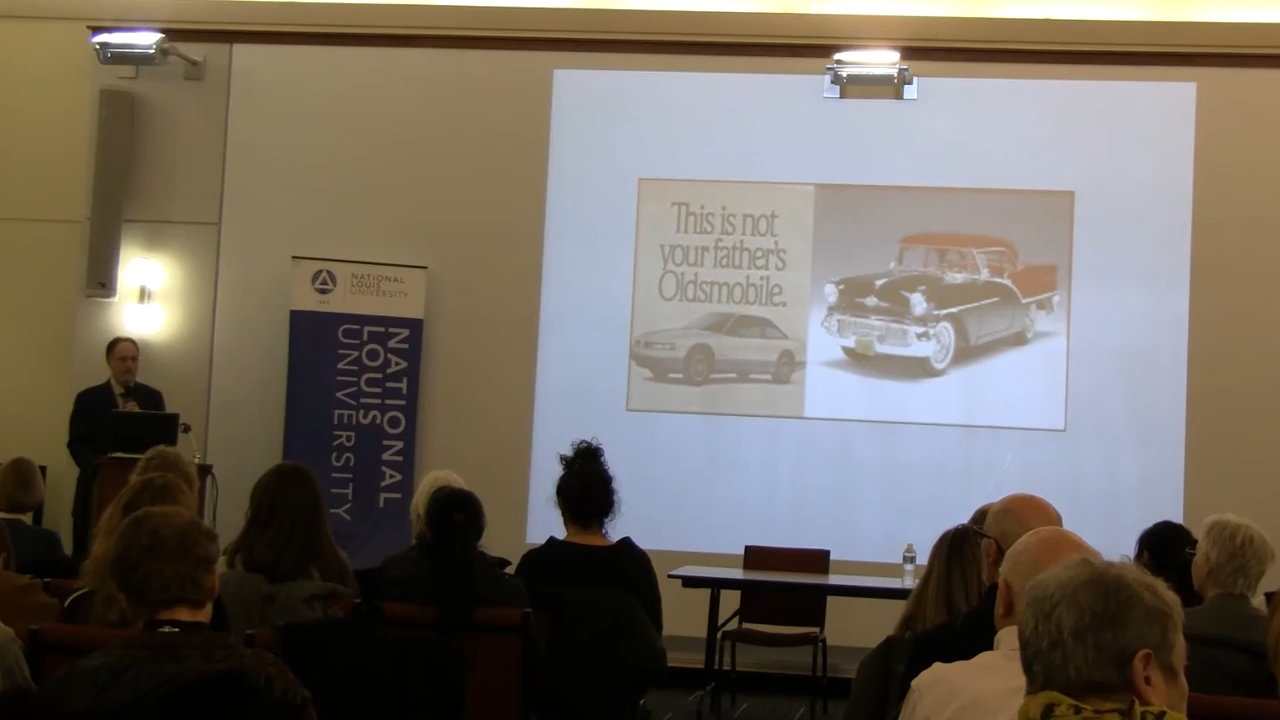 This is not
your father's
Oldsmobile.
NATIONAL
LOUIS
UNIVERSITY
NATIONAL
LOUIS
UNIVERSITY